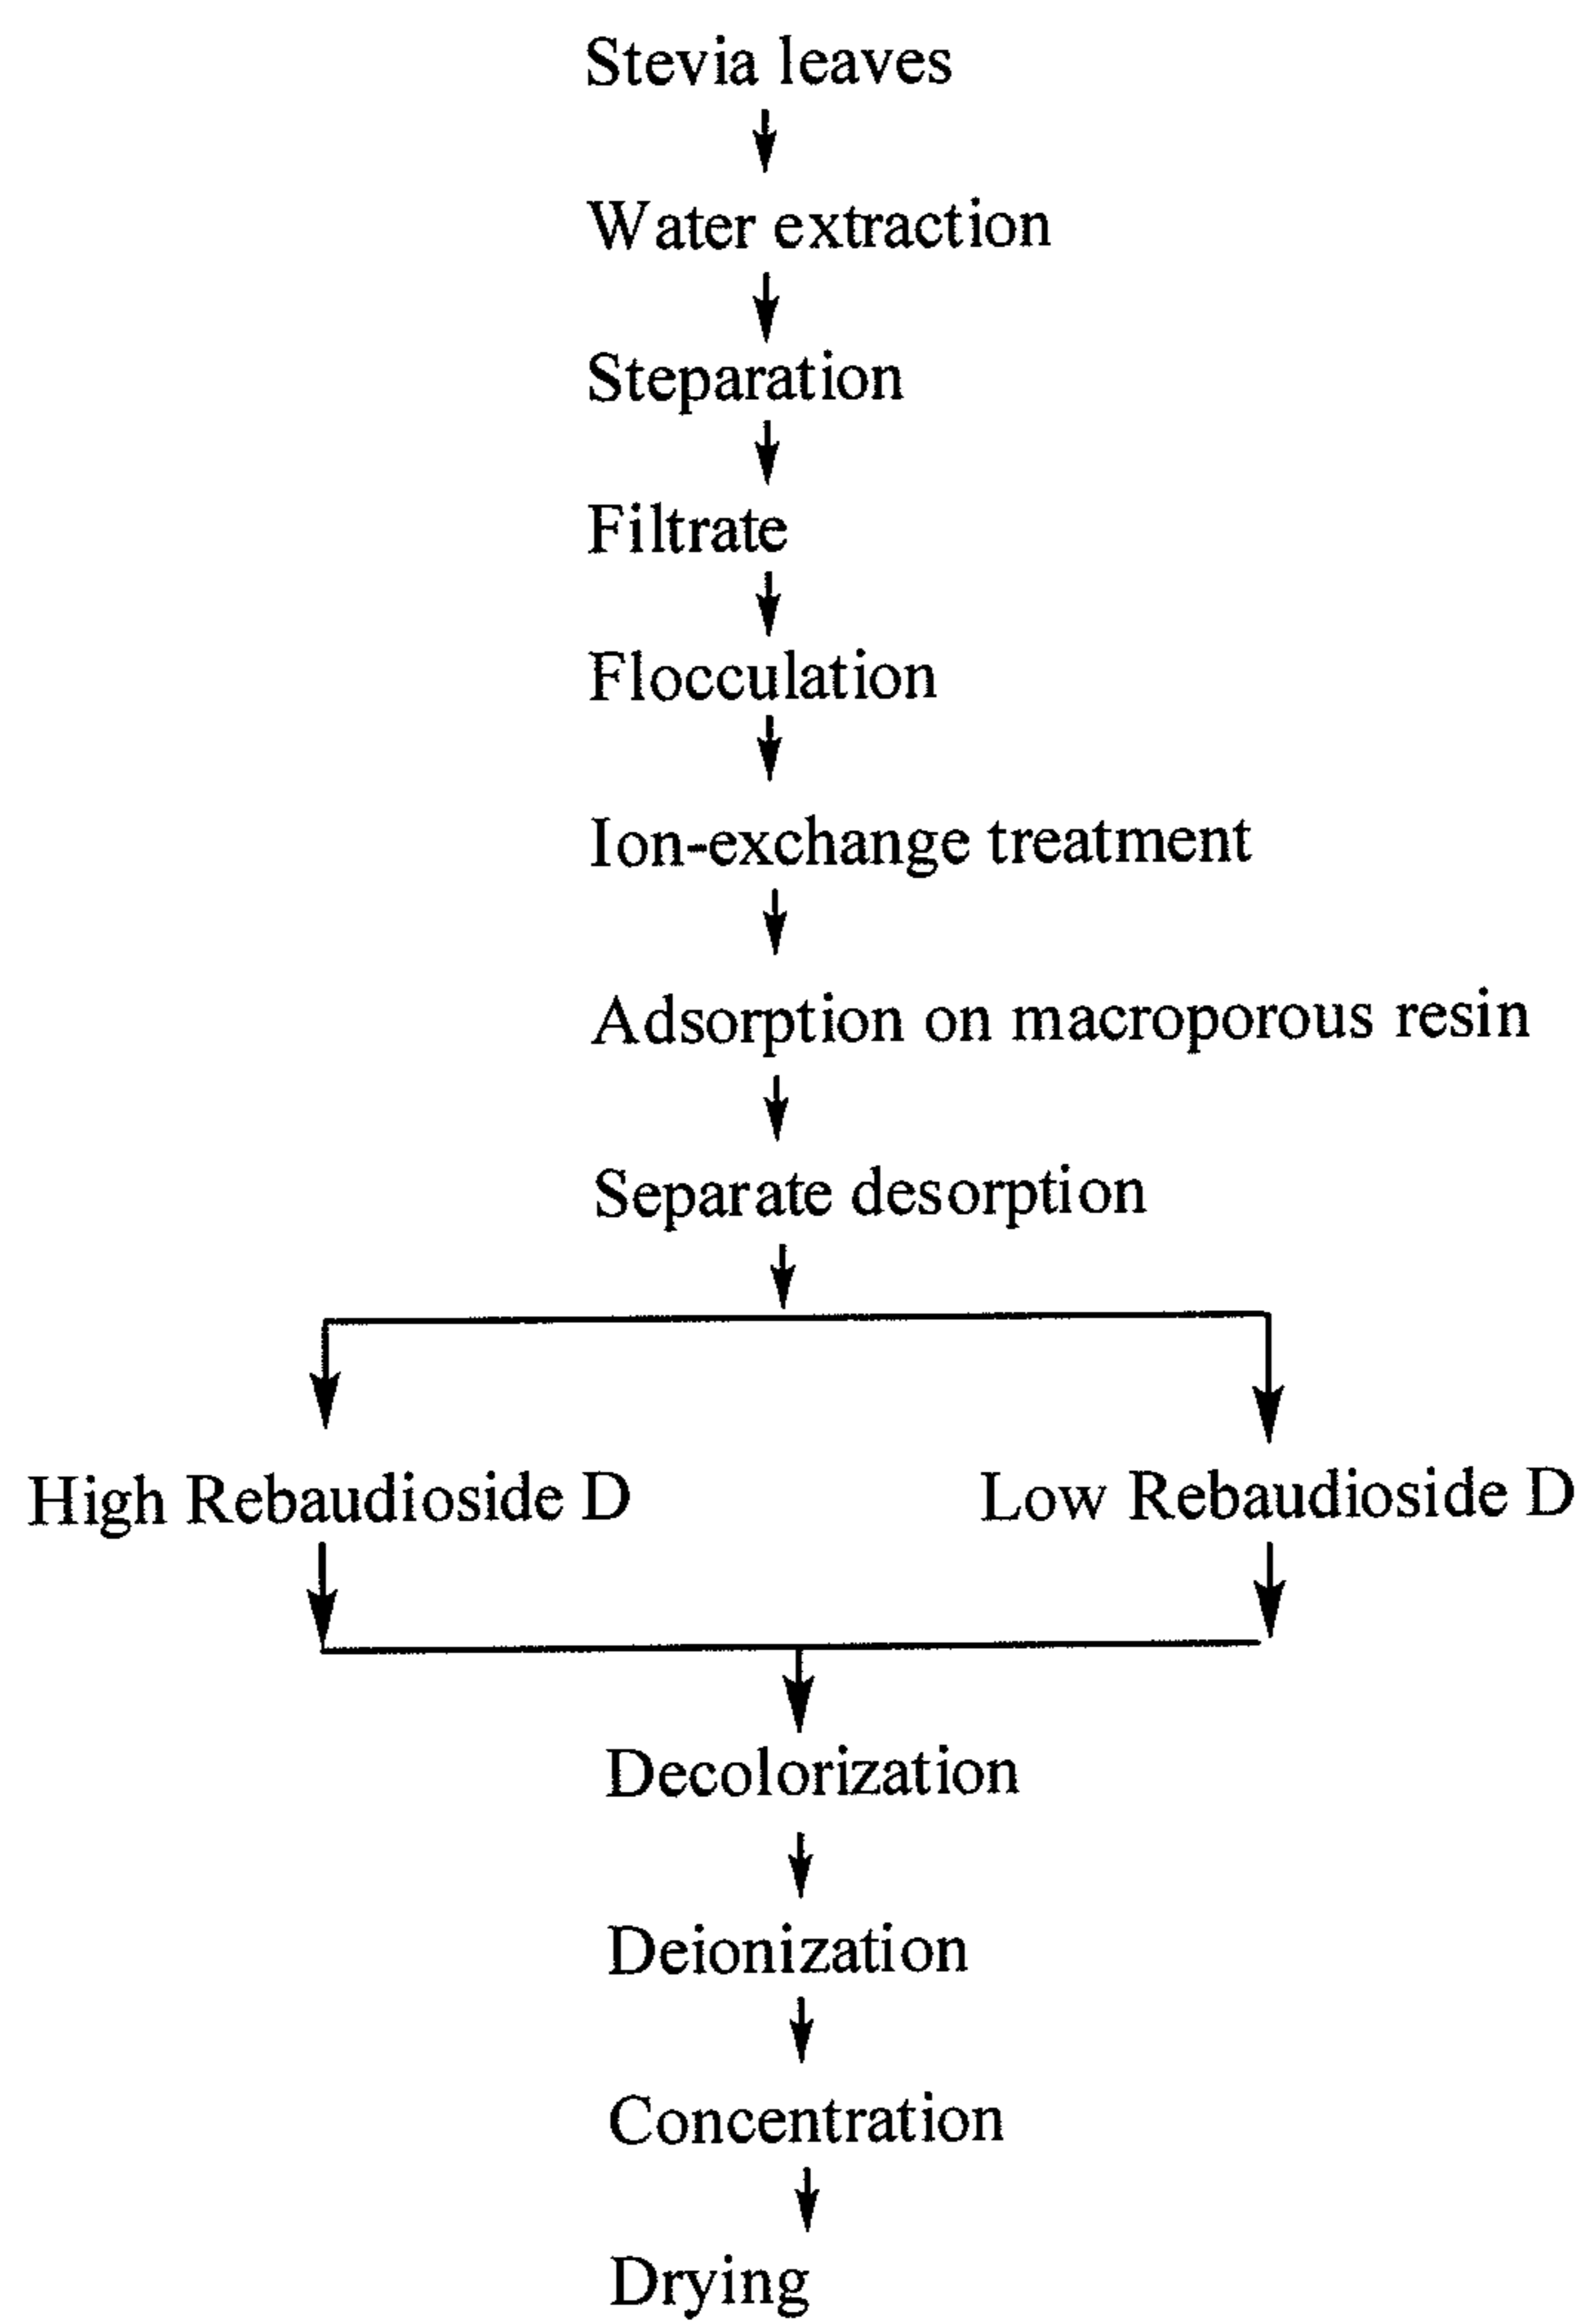 Stevia leaves
Water extraction
Steparation
Filtrate
Flocculation
Ion-exchange treatment
Adsorption on macroporous resin
Separate desorption
High Rebaudioside D
Low Rebaudioside D
Decolorization
Deionization
Concentration
Drying